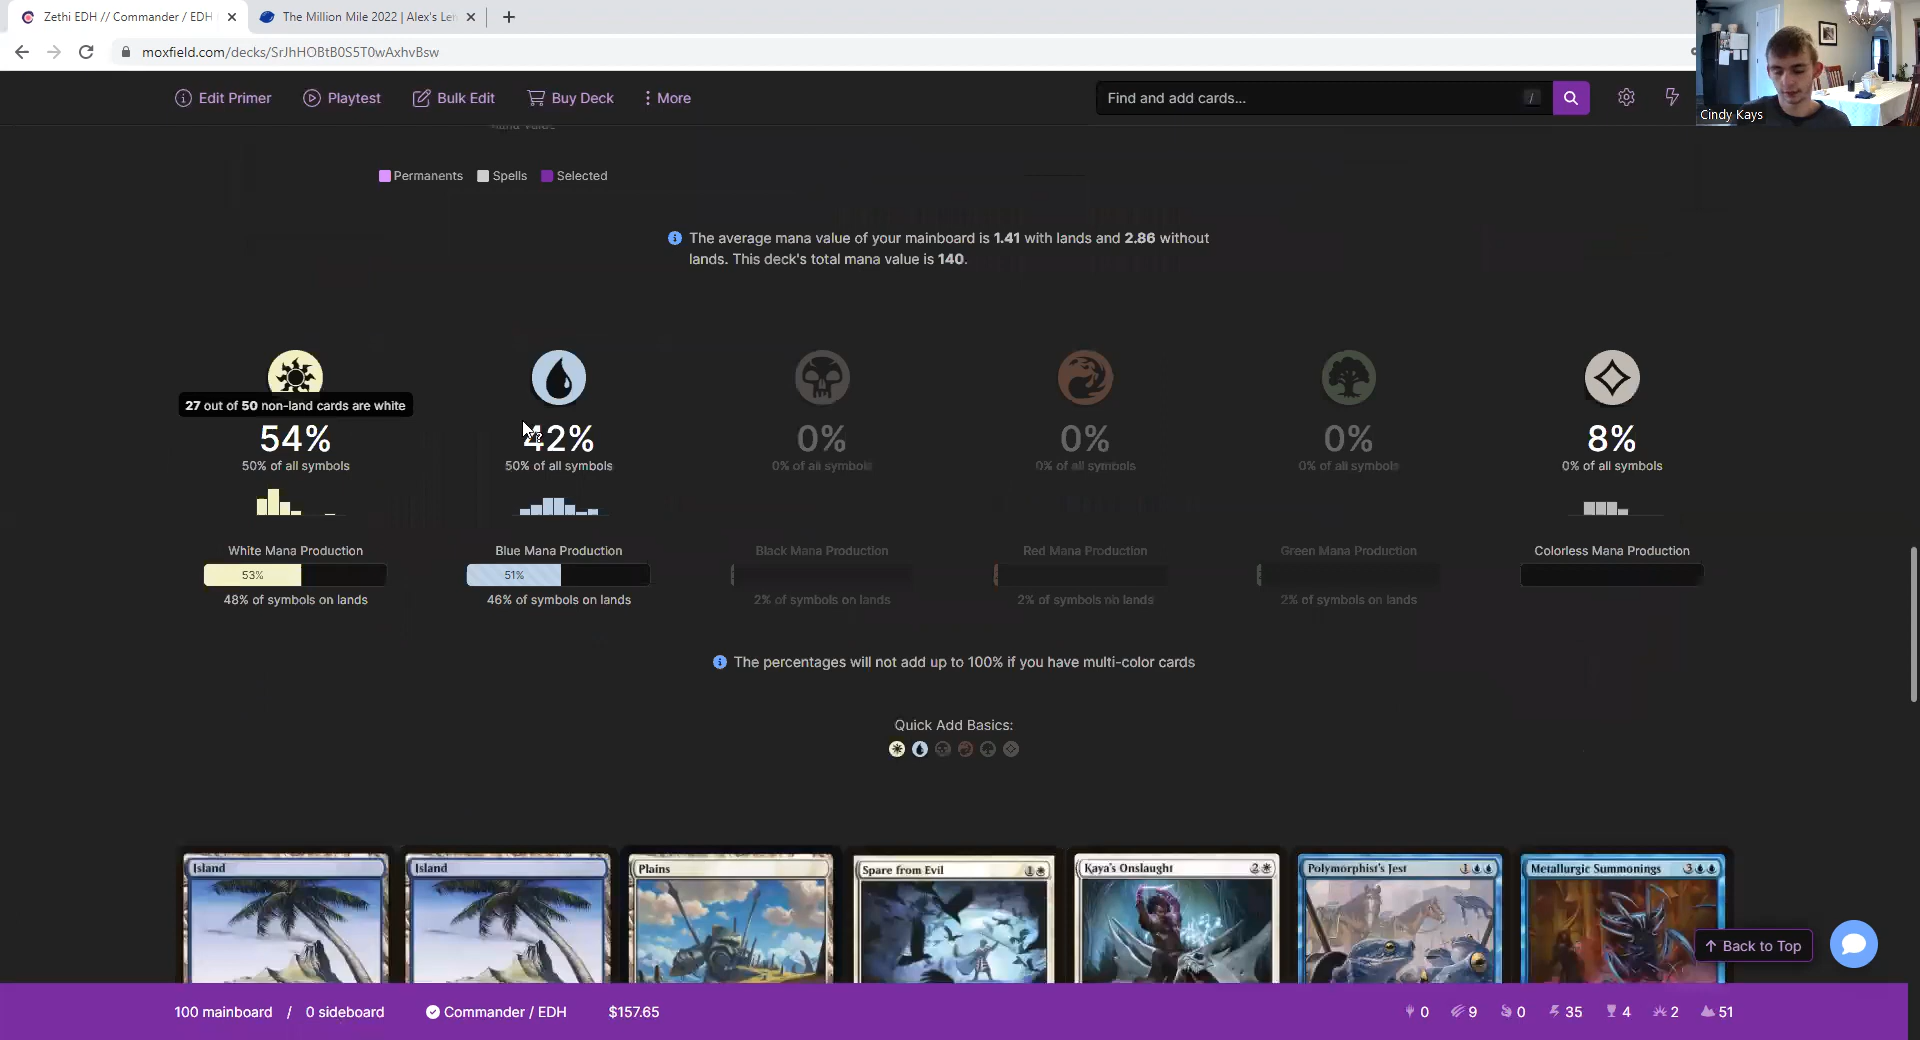 Zethi EDH // Commander / EDH
The Million Mile 2022 | Alex's Len
moxfield.com/decks/SrJhHOBtB0S5T0wAxhvBsw
Edit Primer
Playtest
Bulk Edit
Buy Deck
More
Find and add cards...
/
Cindy Kays
Mana Value
Permanents
Spells
Selected
The average mana value of your mainboard is 1.41 with lands and 2.86 without
lands. This deck's total mana value is 140.
27 out of 50 non-land cards are white
54%
42%
0%
0%
0%
8%
50% of all symbols
50% of all symbols
0% of all symbols
0% of all symbols
0% of all symbols
0% of all symbols
White Mana Production
Blue Mana Production
Black Mana Production
Red Mana Production
Green Mana Production
Colorless Mana Production
53%
51%
48% of symbols on lands
46% of symbols on lands
2% of symbols on lands
2% of symbols on lands
2% of symbols on lands
The percentages will not add up to 100% if you have multi-color cards
Quick Add Basics:
Island
Island
Plains
Spare from Evil
1
Kaya's Onslaught
2
Polymorphist's Jest
1
Metallurgic Summonings
3
Back to Top
100 mainboard / 0 sideboard
Commander / EDH
$157.65
0
9
0
35
4
2
51